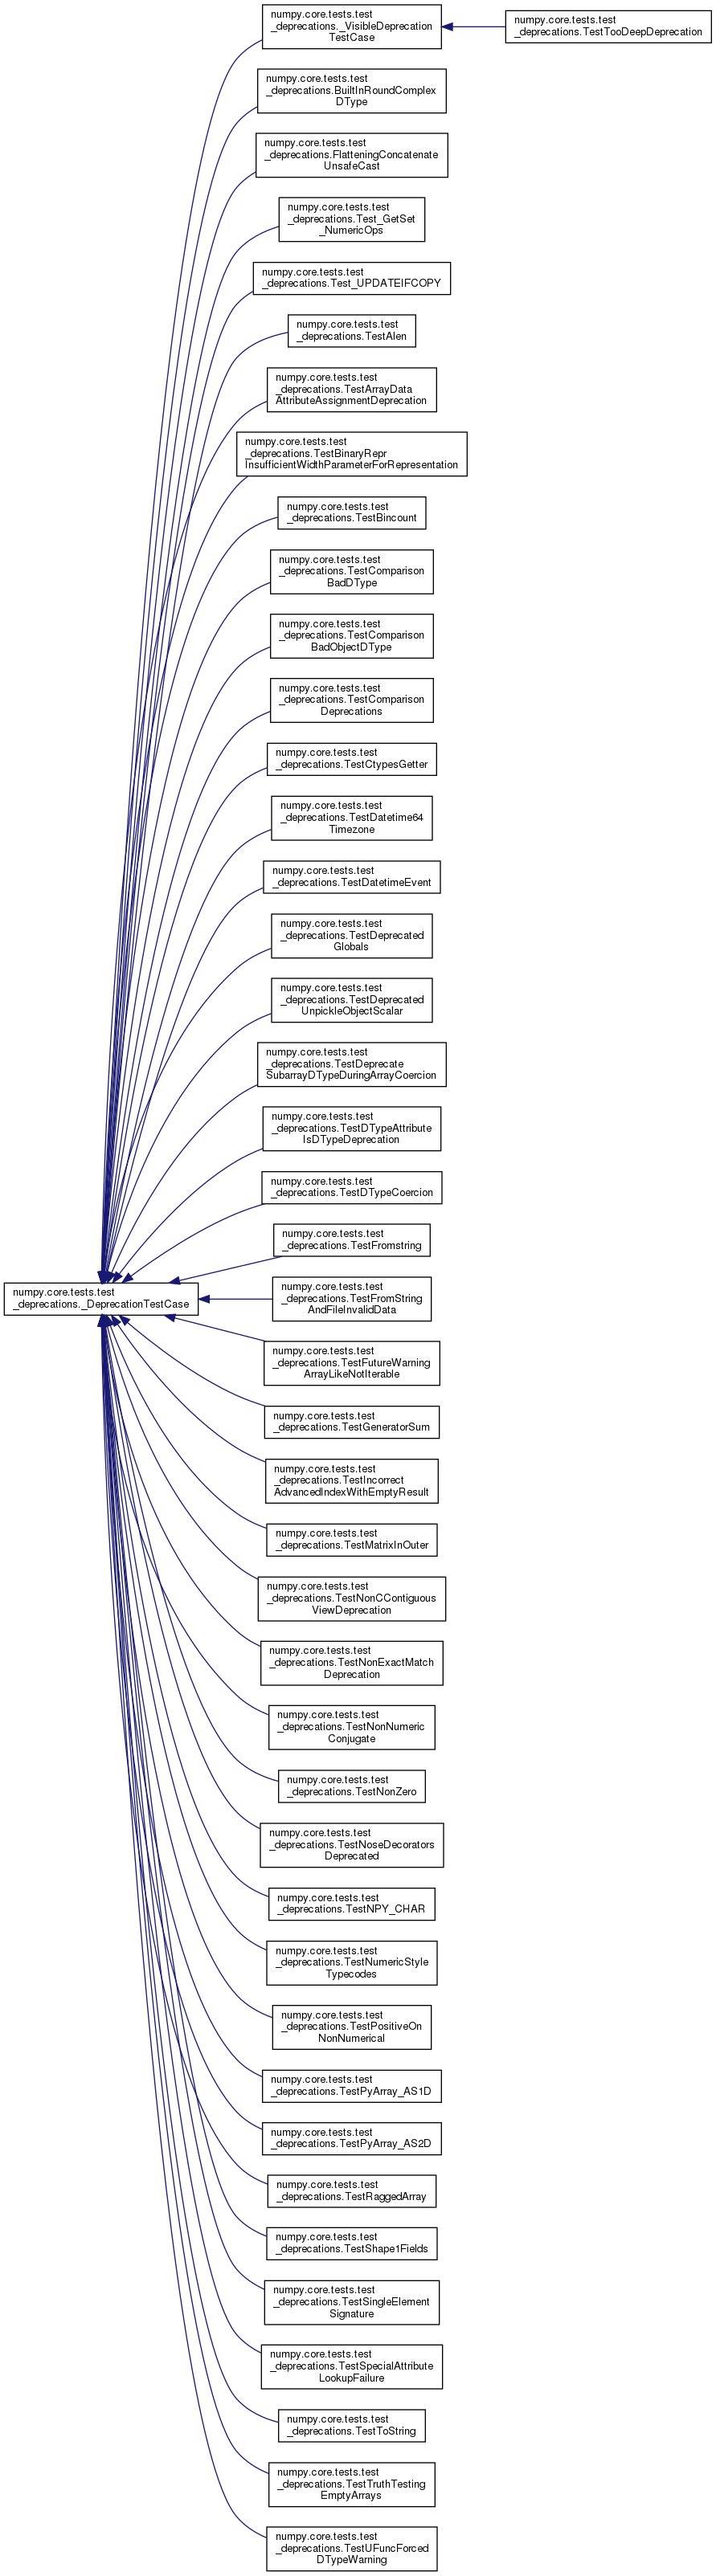 numpy.core.tests.test
_deprecations._VisibleDeprecation
TestCase
numpy.core.tests.test
_deprecations.TestTooDeepDeprecation
numpy.core.tests.test
_deprecations.BuiltInRoundComplex
DType
numpy.core.tests.test
_deprecations.FlatteningConcatenate
UnsafeCast
numpy.core.tests.test
_deprecations.Test_GetSet
_NumericOps
numpy.core.tests.test
_deprecations.Test_UPDATEIFCOPY
numpy.core.tests.test
_deprecations.TestAlen
numpy.core.tests.test
_deprecations.TestArrayData
AttributeAssignmentDeprecation
numpy.core.tests.test
_deprecations.TestBinaryRepr
InsufficientWidthParameterForRepresentation
numpy.core.tests.test
_deprecations.TestBincount
numpy.core.tests.test
_deprecations.TestComparison
BadDType
numpy.core.tests.test
_deprecations.TestComparison
BadObjectDType
numpy.core.tests.test
_deprecations.TestComparison
Deprecations
numpy.core.tests.test
_deprecations.TestCtypesGetter
numpy.core.tests.test
_deprecations.TestDatetime64
Timezone
numpy.core.tests.test
_deprecations.TestDatetimeEvent
numpy.core.tests.test
_deprecations.TestDeprecated
Globals
numpy.core.tests.test
_deprecations.TestDeprecated
UnpickleObjectScalar
numpy.core.tests.test
_deprecations.TestDeprecate
SubarrayDTypeDuringArrayCoercion
numpy.core.tests.test
_deprecations.TestDTypeAttribute
IsDTypeDeprecation
numpy.core.tests.test
_deprecations.TestDTypeCoercion
numpy.core.tests.test
_deprecations.TestFromstring
numpy.core.tests.test
_deprecations._DeprecationTestCase
numpy.core.tests.test
_deprecations.TestFromString
AndFileInvalidData
numpy.core.tests.test
_deprecations.TestFutureWarning
ArrayLikeNotIterable
numpy.core.tests.test
_deprecations.TestGeneratorSum
numpy.core.tests.test
_deprecations.TestIncorrect
AdvancedIndexWithEmptyResult
numpy.core.tests.test
_deprecations.TestMatrixInOuter
numpy.core.tests.test
_deprecations.TestNonCContiguous
ViewDeprecation
numpy.core.tests.test
_deprecations.TestNonExactMatch
Deprecation
numpy.core.tests.test
_deprecations.TestNonNumeric
Conjugate
numpy.core.tests.test
_deprecations.TestNonZero
numpy.core.tests.test
_deprecations.TestNoseDecorators
Deprecated
numpy.core.tests.test
_deprecations.TestNPY_CHAR
numpy.core.tests.test
_deprecations.TestNumericStyle
Typecodes
numpy.core.tests.test
_deprecations.TestPositiveOn
NonNumerical
numpy.core.tests.test
_deprecations.TestPyArray_AS1D
numpy.core.tests.test
_deprecations.TestPyArray_AS2D
numpy.core.tests.test
_deprecations.TestRaggedArray
numpy.core.tests.test
_deprecations.TestShape1Fields
numpy.core.tests.test
_deprecations.TestSingleElement
Signature
numpy.core.tests.test
_deprecations.TestSpecialAttribute
LookupFailure
numpy.core.tests.test
_deprecations.TestToString
numpy.core.tests.test
_deprecations.TestTruthTesting
EmptyArrays
numpy.core.tests.test
_deprecations.TestUFuncForced
DTypeWarning